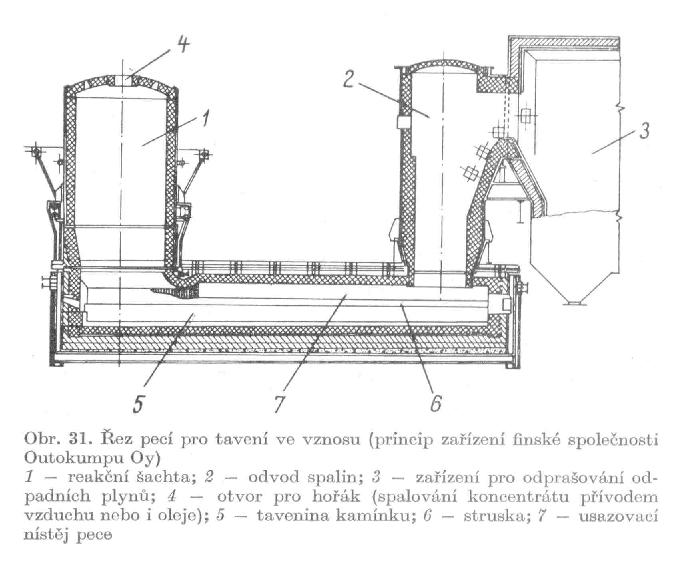 4
1
2
3
5
7
6
Obr. 31. Řez pecí pro tavení ve vznosu (princip zařízení finské společnosti
Outokumpu Oy)
1 — reakční šachta; 2 — odvod spalin; 3 — zařízení pro odprašování od-
padních plynů; 4 — otvor pro hořák (spalování koncentrátu přívodem
vzduchu nebo i oleje); 5 — tavenina kamínku; 6 — struska; 7 — usazovací
nístěj pece